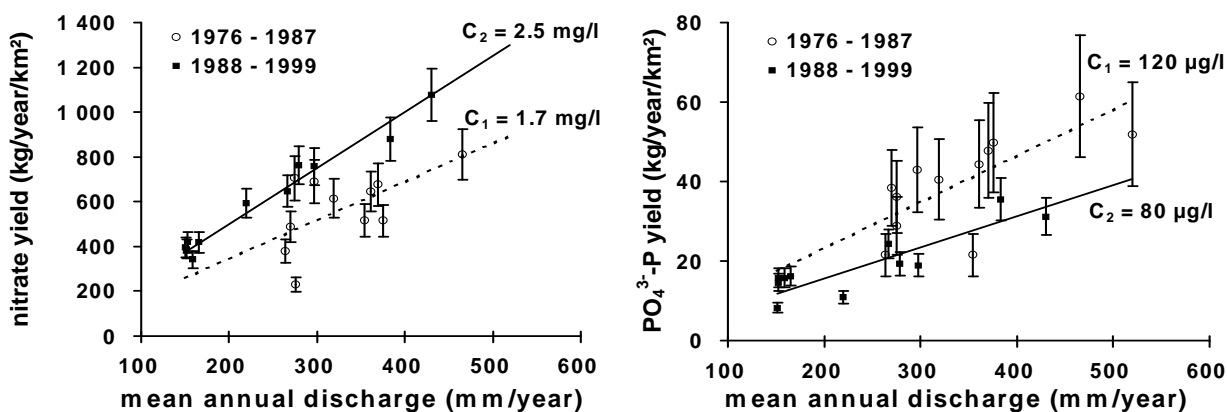 nitrate yield (kg/year/km²)
1 400
1 200
1 000
800
600
400
200
0
1976 - 1987
1988 - 1999
C₂ = 2.5 mg/l
C₁ = 1.7 mg/l
100 200 300 400 500 600
mean annual discharge (mm/year)
PO₄³⁻-P yield (kg/year/km²)
80
60
40
20
0
1976 - 1987
1988 - 1999
C₁ = 120 µg/l
C₂ = 80 µg/l
100 200 300 400 500 600
mean annual discharge (mm/year)